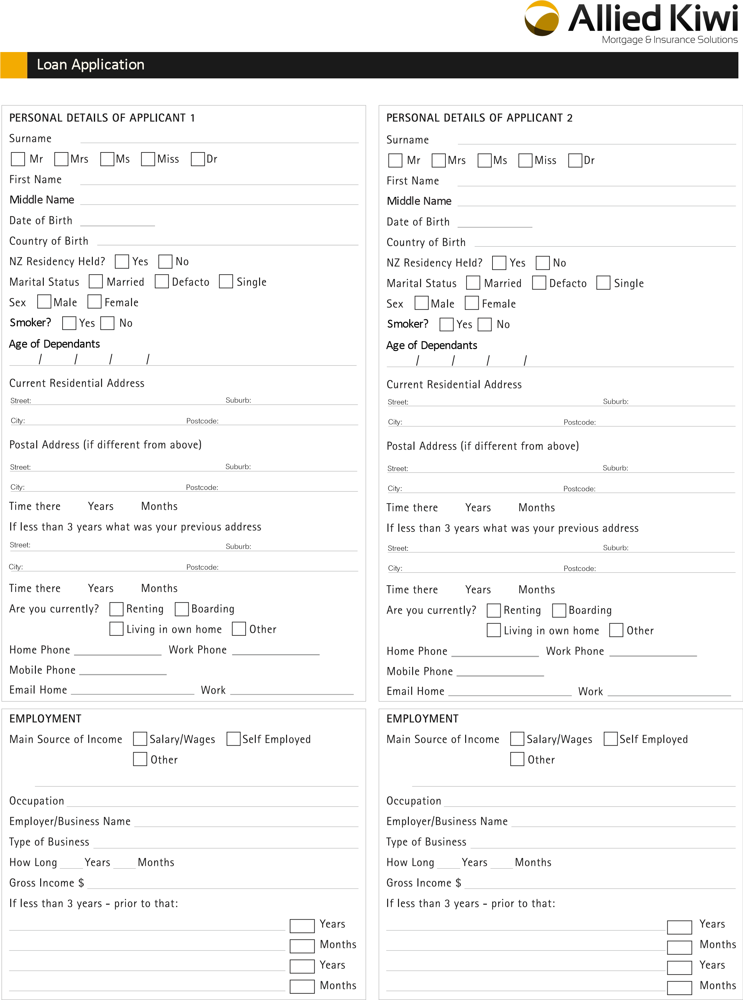 Allied Kiwi
Mortgage & Insurance Solutions
Loan Application
PERSONAL DETAILS OF APPLICANT 1
Surname
Mr Mrs Ms Miss Dr
First Name
Middle Name
Date of Birth
Country of Birth
NZ Residency Held? Yes No
Marital Status Married Defacto Single
Sex Male Female
Smoker? Yes No
Age of Dependants
/ / / /
Current Residential Address
Street: Suburb:
City: Postcode:
Postal Address (if different from above)
Street: Suburb:
City: Postcode:
Time there Years Months
If less than 3 years what was your previous address
Street: Suburb:
City: Postcode:
Time there Years Months
Are you currently? Renting Boarding
Living in own home Other
Home Phone Work Phone
Mobile Phone
Email Home Work
EMPLOYMENT
Main Source of Income Salary/Wages Self Employed
Other
Occupation
Employer/Business Name
Type of Business
How Long Years Months
Gross Income $
If less than 3 years - prior to that:
Years
Months
Years
Months
PERSONAL DETAILS OF APPLICANT 2
Surname
Mr Mrs Ms Miss Dr
First Name
Middle Name
Date of Birth
Country of Birth
NZ Residency Held? Yes No
Marital Status Married Defacto Single
Sex Male Female
Smoker? Yes No
Age of Dependants
/ / / /
Current Residential Address
Street: Suburb:
City: Postcode:
Postal Address (if different from above)
Street: Suburb:
City: Postcode:
Time there Years Months
If less than 3 years what was your previous address
Street: Suburb:
City: Postcode:
Time there Years Months
Are you currently? Renting Boarding
Living in own home Other
Home Phone Work Phone
Mobile Phone
Email Home Work
EMPLOYMENT
Main Source of Income Salary/Wages Self Employed
Other
Occupation
Employer/Business Name
Type of Business
How Long Years Months
Gross Income $
If less than 3 years - prior to that:
Years
Months
Years
Months